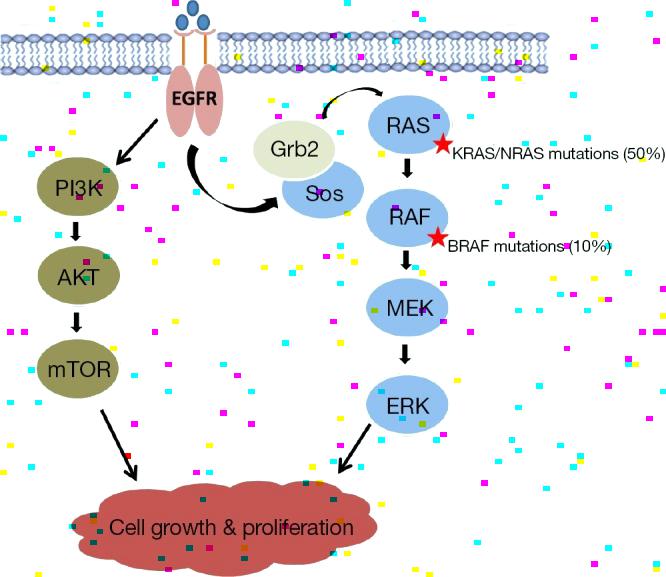 EGFR
Grb2
Sos
RAS
KRAS/NRAS mutations (50%)
PI3K
RAF
BRAF mutations (10%)
AKT
MEK
mTOR
ERK
Cell growth & proliferation